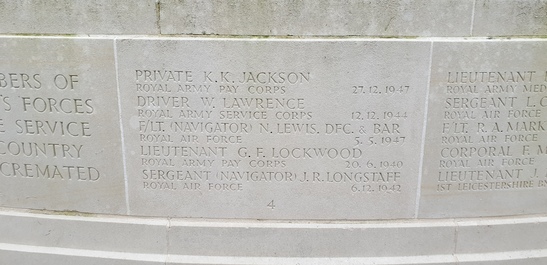 BERS OF
S FORCES
E SERVICE
COUNTRY
CREMATED
PRIVATE K.K. JACKSON
ROYAL ARMY PAY CORPS 27.12.1947
DRIVER W. LAWRENCE
ROYAL ARMY SERVICE CORPS 12.12.1944
F/LT. (NAVIGATOR) N. LEWIS, DFC. & BAR
ROYAL AIR FORCE 5.5.1947
LIEUTENANT G. F. LOCKWOOD
ROYAL ARMY PAY CORPS 20.6.1940
SERGEANT (NAVIGATOR) J. R. LONGSTAFF
ROYAL AIR FORCE 6.12.1942
4
LIEUTENANT
ROYAL ARMY MED
SERGEANT L. C
ROYAL AIR FORCE
F/LT. R. A. MARK
ROYAL AIR FORCE
CORPORAL F. M
ROYAL AIR FORCE
LIEUTENANT J.
1ST LEICESTERSHIRE BN